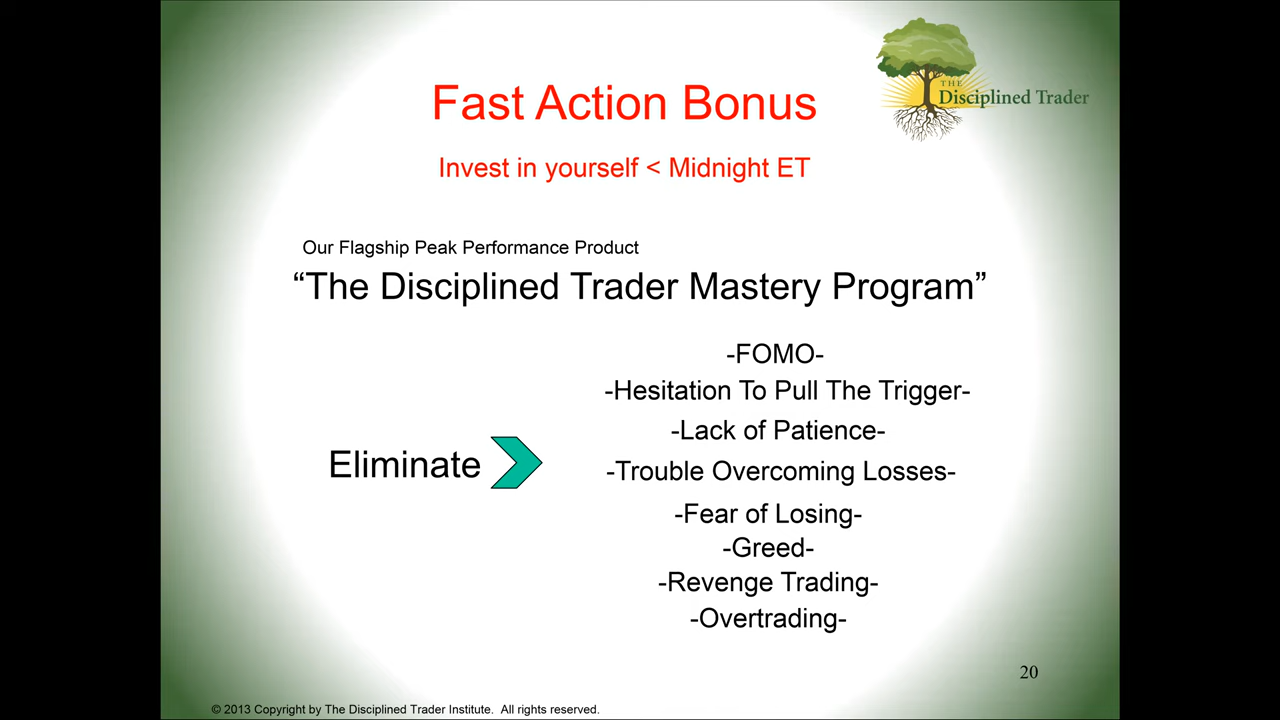 THE
Disciplined Trader
Fast Action Bonus
Invest in yourself < Midnight ET
Our Flagship Peak Performance Product
“The Disciplined Trader Mastery Program”
-FOMO-
-Hesitation To Pull The Trigger-
-Lack of Patience-
Eliminate
-Trouble Overcoming Losses-
-Fear of Losing-
-Greed-
-Revenge Trading-
-Overtrading-
20
© 2013 Copyright by The Disciplined Trader Institute.  All rights reserved.